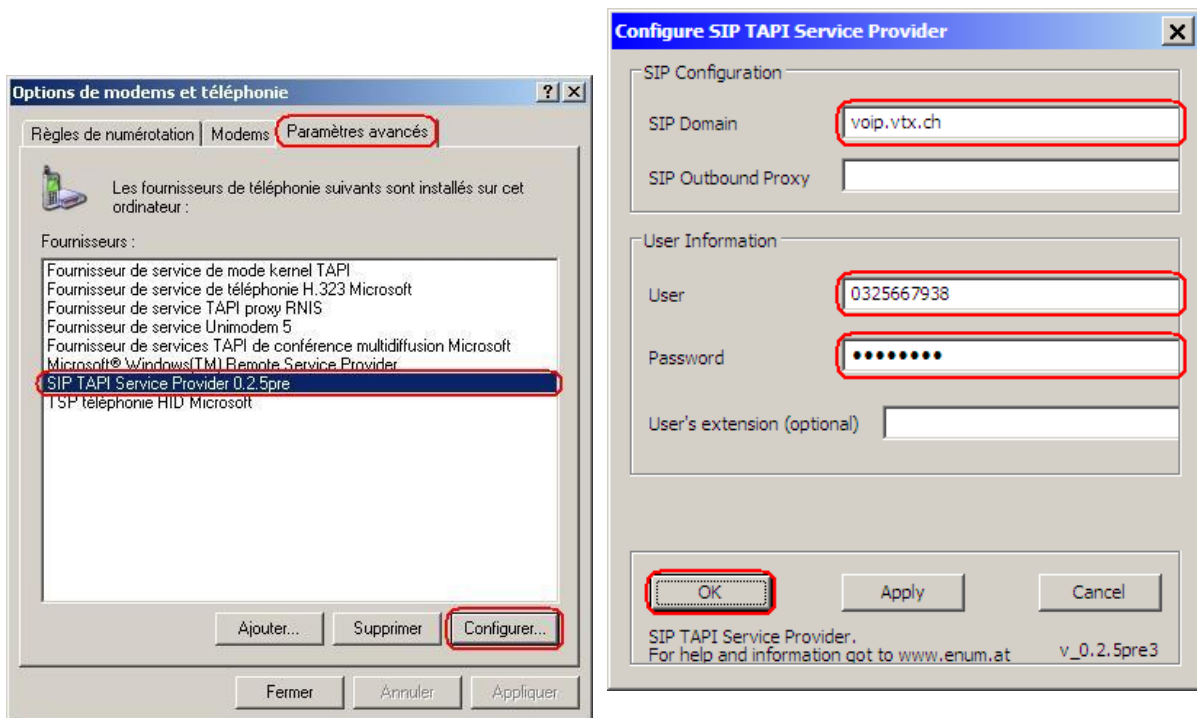 Options de modems et téléphonie
Règles de numérotation
Modems
Paramètres avancés
Les fournisseurs de téléphonie suivants sont installés sur cet
ordinateur :
Fournisseurs :
Fournisseur de service de mode kernel TAPI
Fournisseur de service de téléphonie H.323 Microsoft
Fournisseur de service TAPI proxy RNIS
Fournisseur de service Unimodem 5
Fournisseur de services TAPI de conférence multidiffusion Microsoft
Microsoft® Windows(TM) Remote Service Provider
SIP TAPI Service Provider 0.2.5pre
TSP téléphonie HID Microsoft
Ajouter...
Supprimer
Configurer...
Fermer
Annuler
Appliquer
Configure SIP TAPI Service Provider
SIP Configuration
SIP Domain
voip.vtx.ch
SIP Outbound Proxy
User Information
User
0325667938
Password
••••••••
User's extension (optional)
OK
Apply
Cancel
SIP TAPI Service Provider.
For help and information got to www.enum.at
v_0.2.5pre3